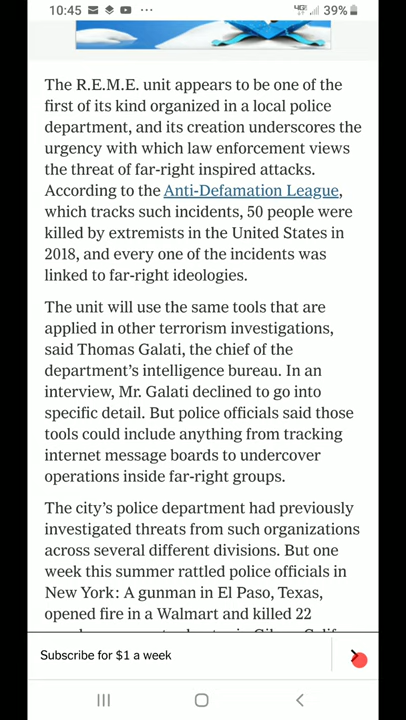 10:45 39%
The R.E.M.E. unit appears to be one of the
first of its kind organized in a local police
department, and its creation underscores the
urgency with which law enforcement views
the threat of far-right inspired attacks.
According to the Anti-Defamation League,
which tracks such incidents, 50 people were
killed by extremists in the United States in
2018, and every one of the incidents was
linked to far-right ideologies.
The unit will use the same tools that are
applied in other terrorism investigations,
said Thomas Galati, the chief of the
department’s intelligence bureau. In an
interview, Mr. Galati declined to go into
specific detail. But police officials said those
tools could include anything from tracking
internet message boards to undercover
operations inside far-right groups.
The city’s police department had previously
investigated threats from such organizations
across several different divisions. But one
week this summer rattled police officials in
New York: A gunman in El Paso, Texas,
opened fire in a Walmart and killed 22
Subscribe for $1 a week